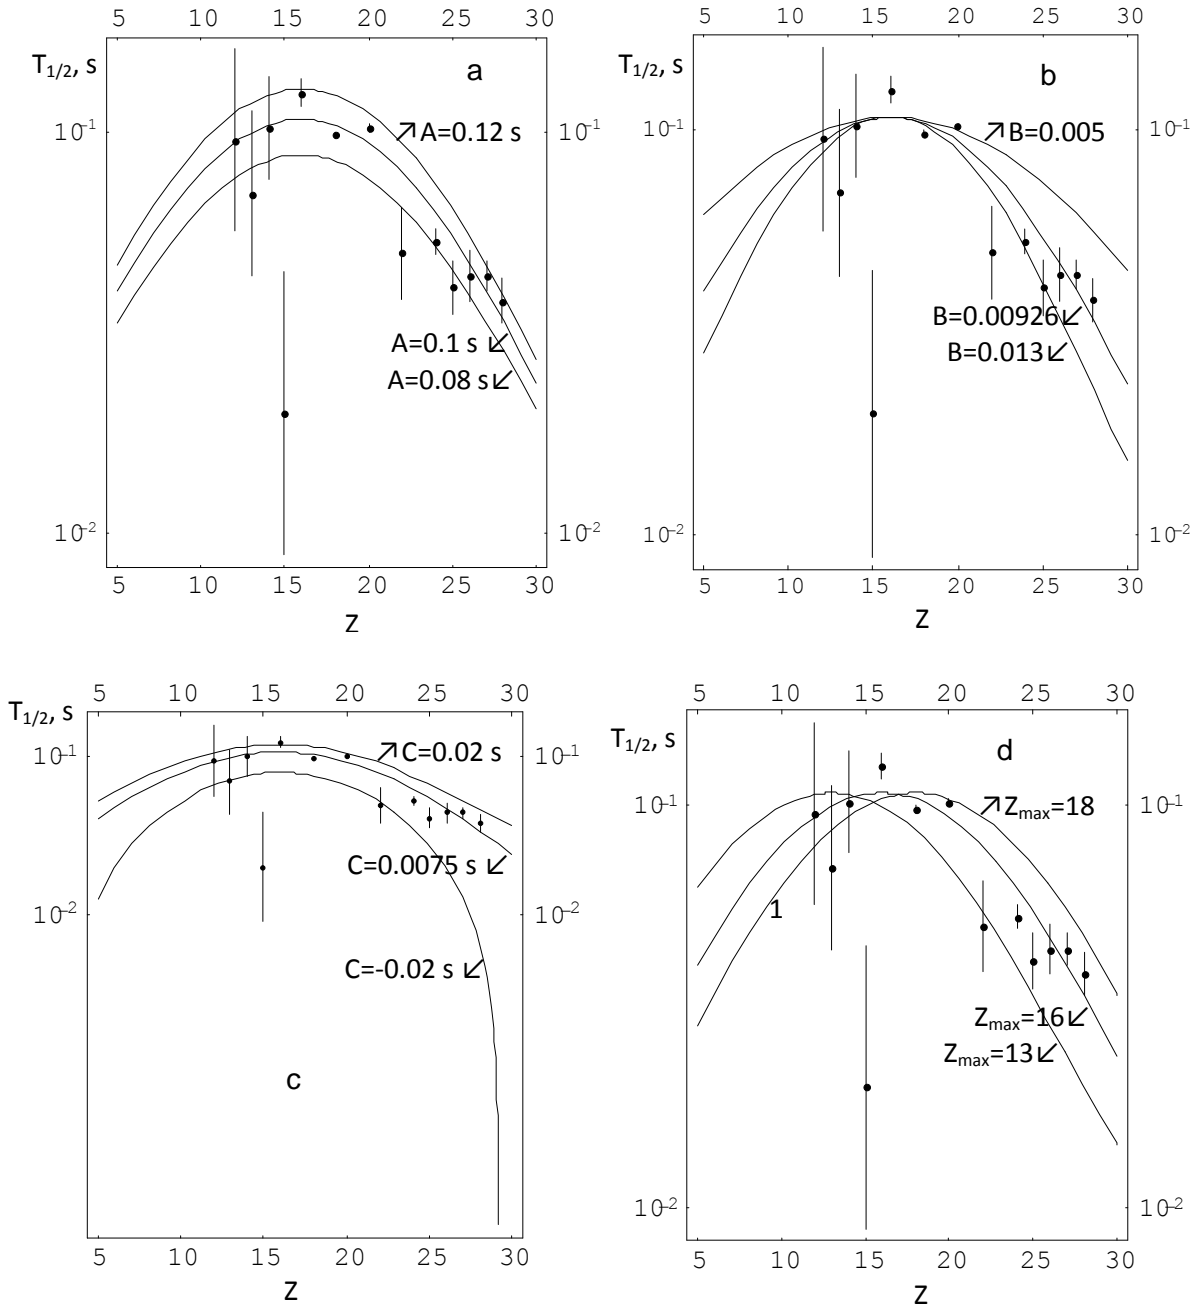 5 10 15 20 25 30
T1/2, s
a
10-1
10-1
↗A=0.12 s
A=0.1 s ↙
A=0.08 s↙
10-2
10-2
5 10 15 20 25 30
Z
5 10 15 20 25 30
T1/2, s
b
10-1
10-1
↗B=0.005
B=0.00926↙
B=0.013↙
10-2
10-2
5 10 15 20 25 30
Z
5 10 15 20 25 30
T1/2, s
10-1
10-1
↗C=0.02 s
C=0.0075 s ↙
10-2
10-2
C=-0.02 s ↙
c
5 10 15 20 25 30
Z
5 10 15 20 25 30
T1/2, s
d
10-1
10-1
↗Zmax=18
1
Zmax=16↙
Zmax=13↙
10-2
10-2
5 10 15 20 25 30
Z